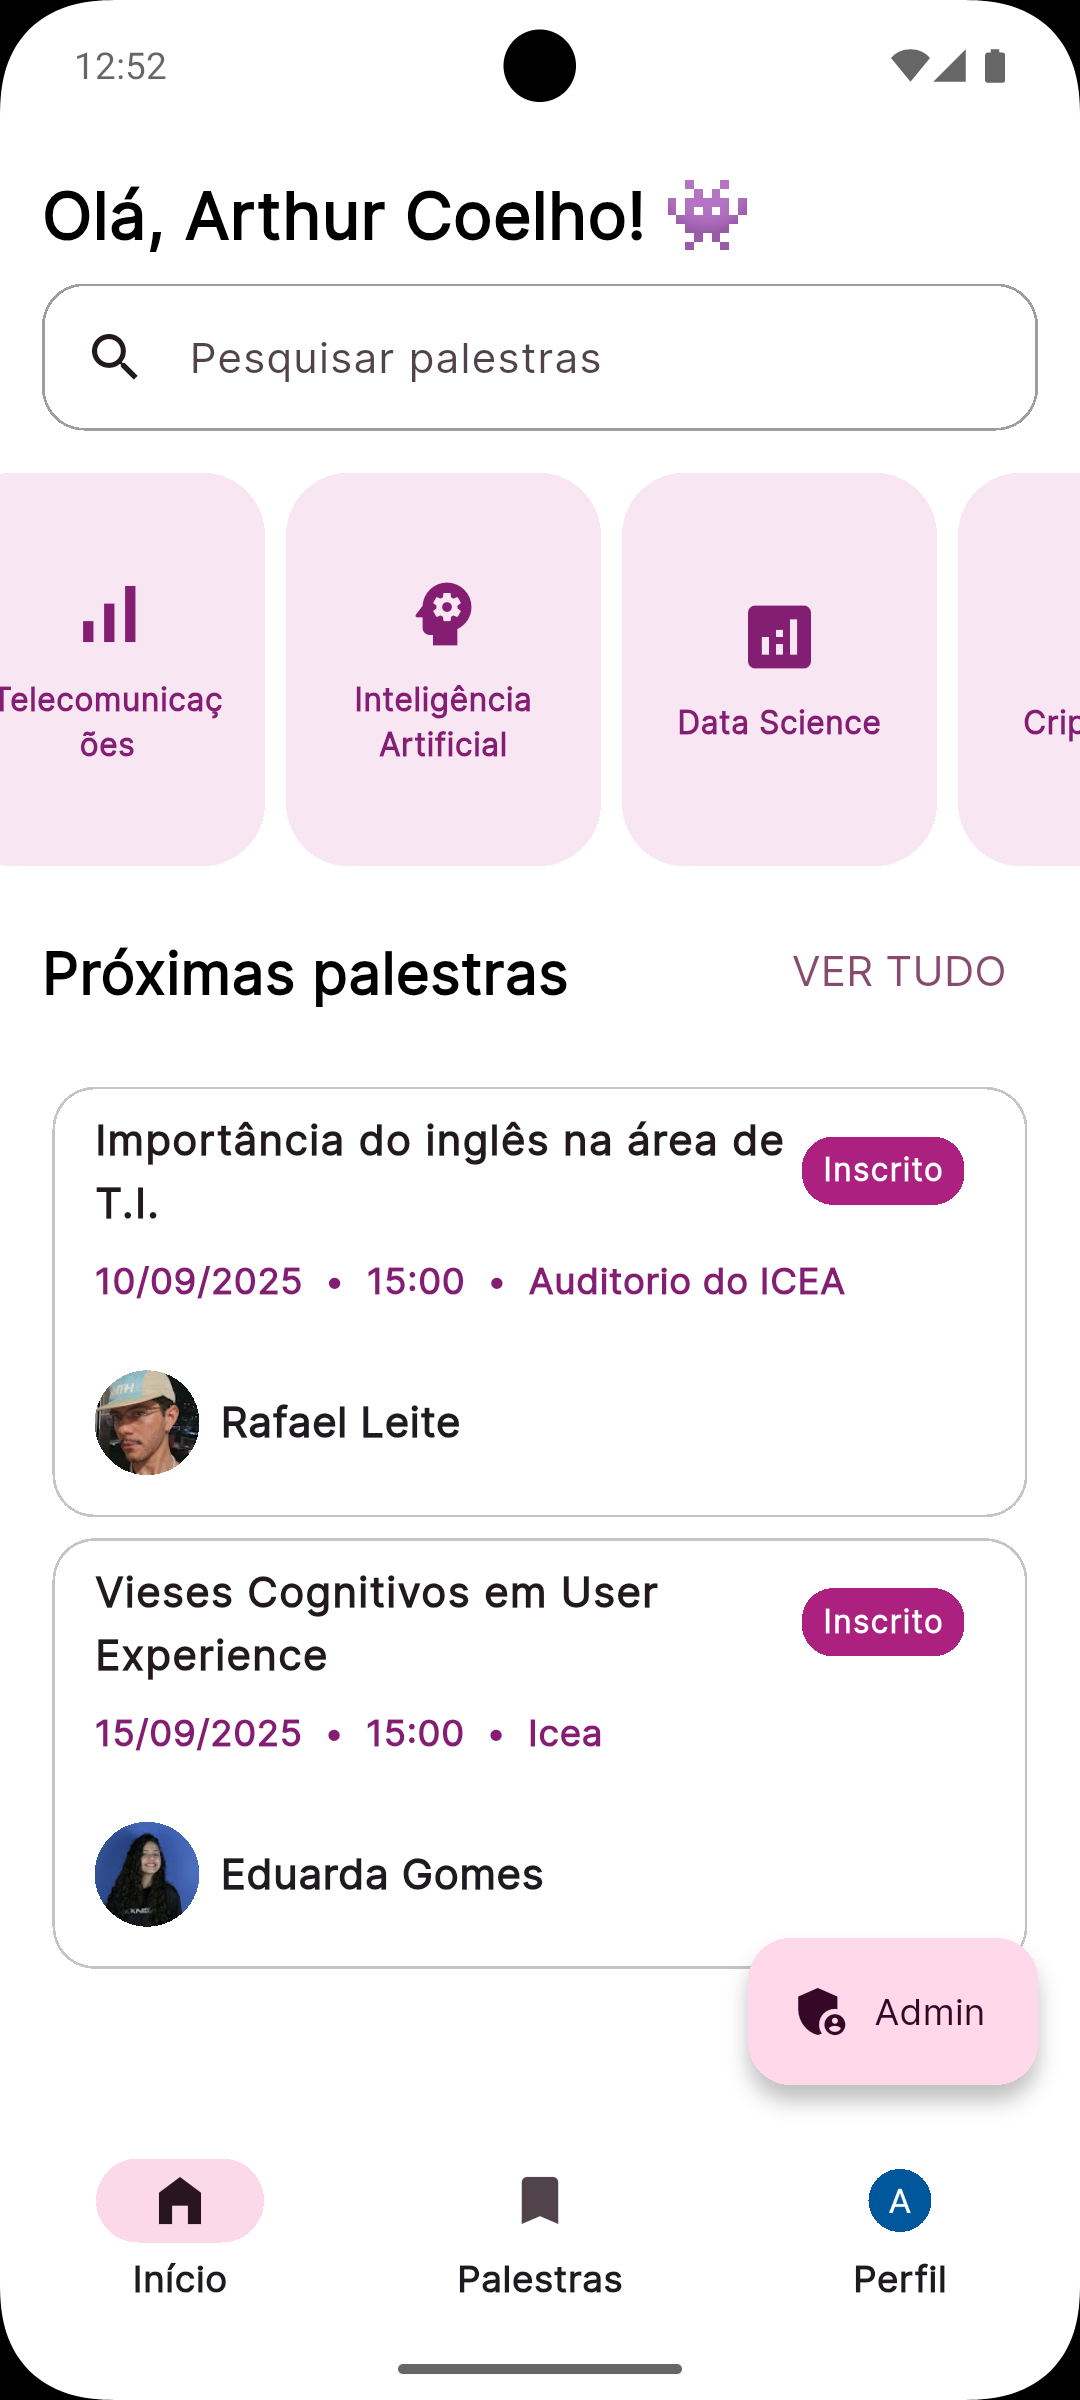 12:52
Olá, Arthur Coelho! 👾
Pesquisar palestras
Telecomunicaç
ões
Inteligência
Artificial
Data Science
Crip
Próximas palestras
VER TUDO
Importância do inglês na área de
T.I.
Inscrito
10/09/2025 • 15:00 • Auditorio do ICEA
Rafael Leite
Vieses Cognitivos em User
Experience
Inscrito
15/09/2025 • 15:00 • Icea
Eduarda Gomes
Admin
A
Início
Palestras
Perfil